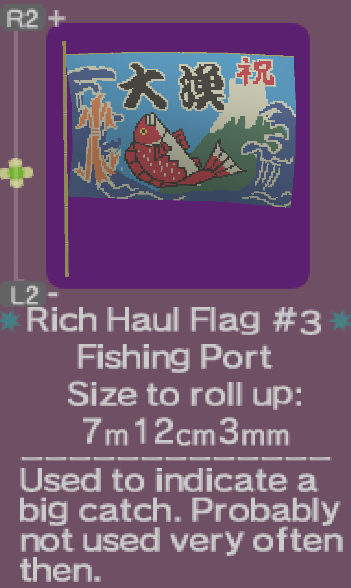 R2 +
祝
大漁
L2 -
Rich Haul Flag #3
Fishing Port
Size to roll up:
7m12cm3mm
Used to indicate a
big catch. Probably
not used very often
then.